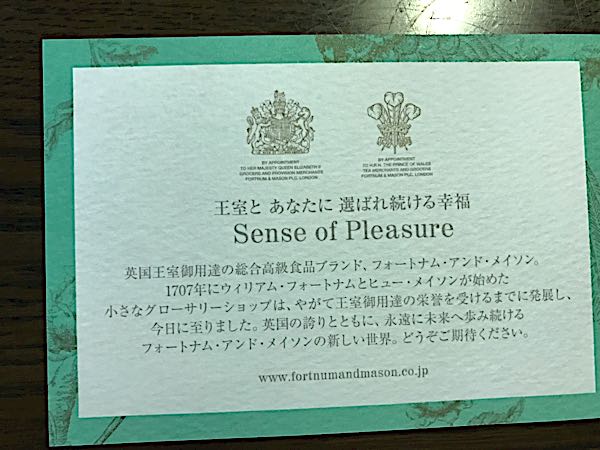 BY APPOINTMENT
TO HER MAJESTY QUEEN ELIZABETH II
GROCERS AND PROVISION MERCHANTS
FORTNUM & MASON PLC, LONDON
BY APPOINTMENT
TO H.R.H. THE PRINCE OF WALES
TEA MERCHANTS AND GROCERS
FORTNUM & MASON PLC. LONDON
王室と あなたに 選ばれ続ける幸福
Sense of Pleasure
英国王室御用達の総合高級食品ブランド、フォートナム・アンド・メイソン。
1707年にウィリアム・フォートナムとヒュー・メイソンが始めた
小さなグローサリーショップは、やがて王室御用達の栄誉を受けるまでに発展し、
今日に至りました。英国の誇りとともに、永遠に未来へ歩み続ける
フォートナム・アンド・メイソンの新しい世界。どうぞご期待ください。
www.fortnumandmason.co.jp